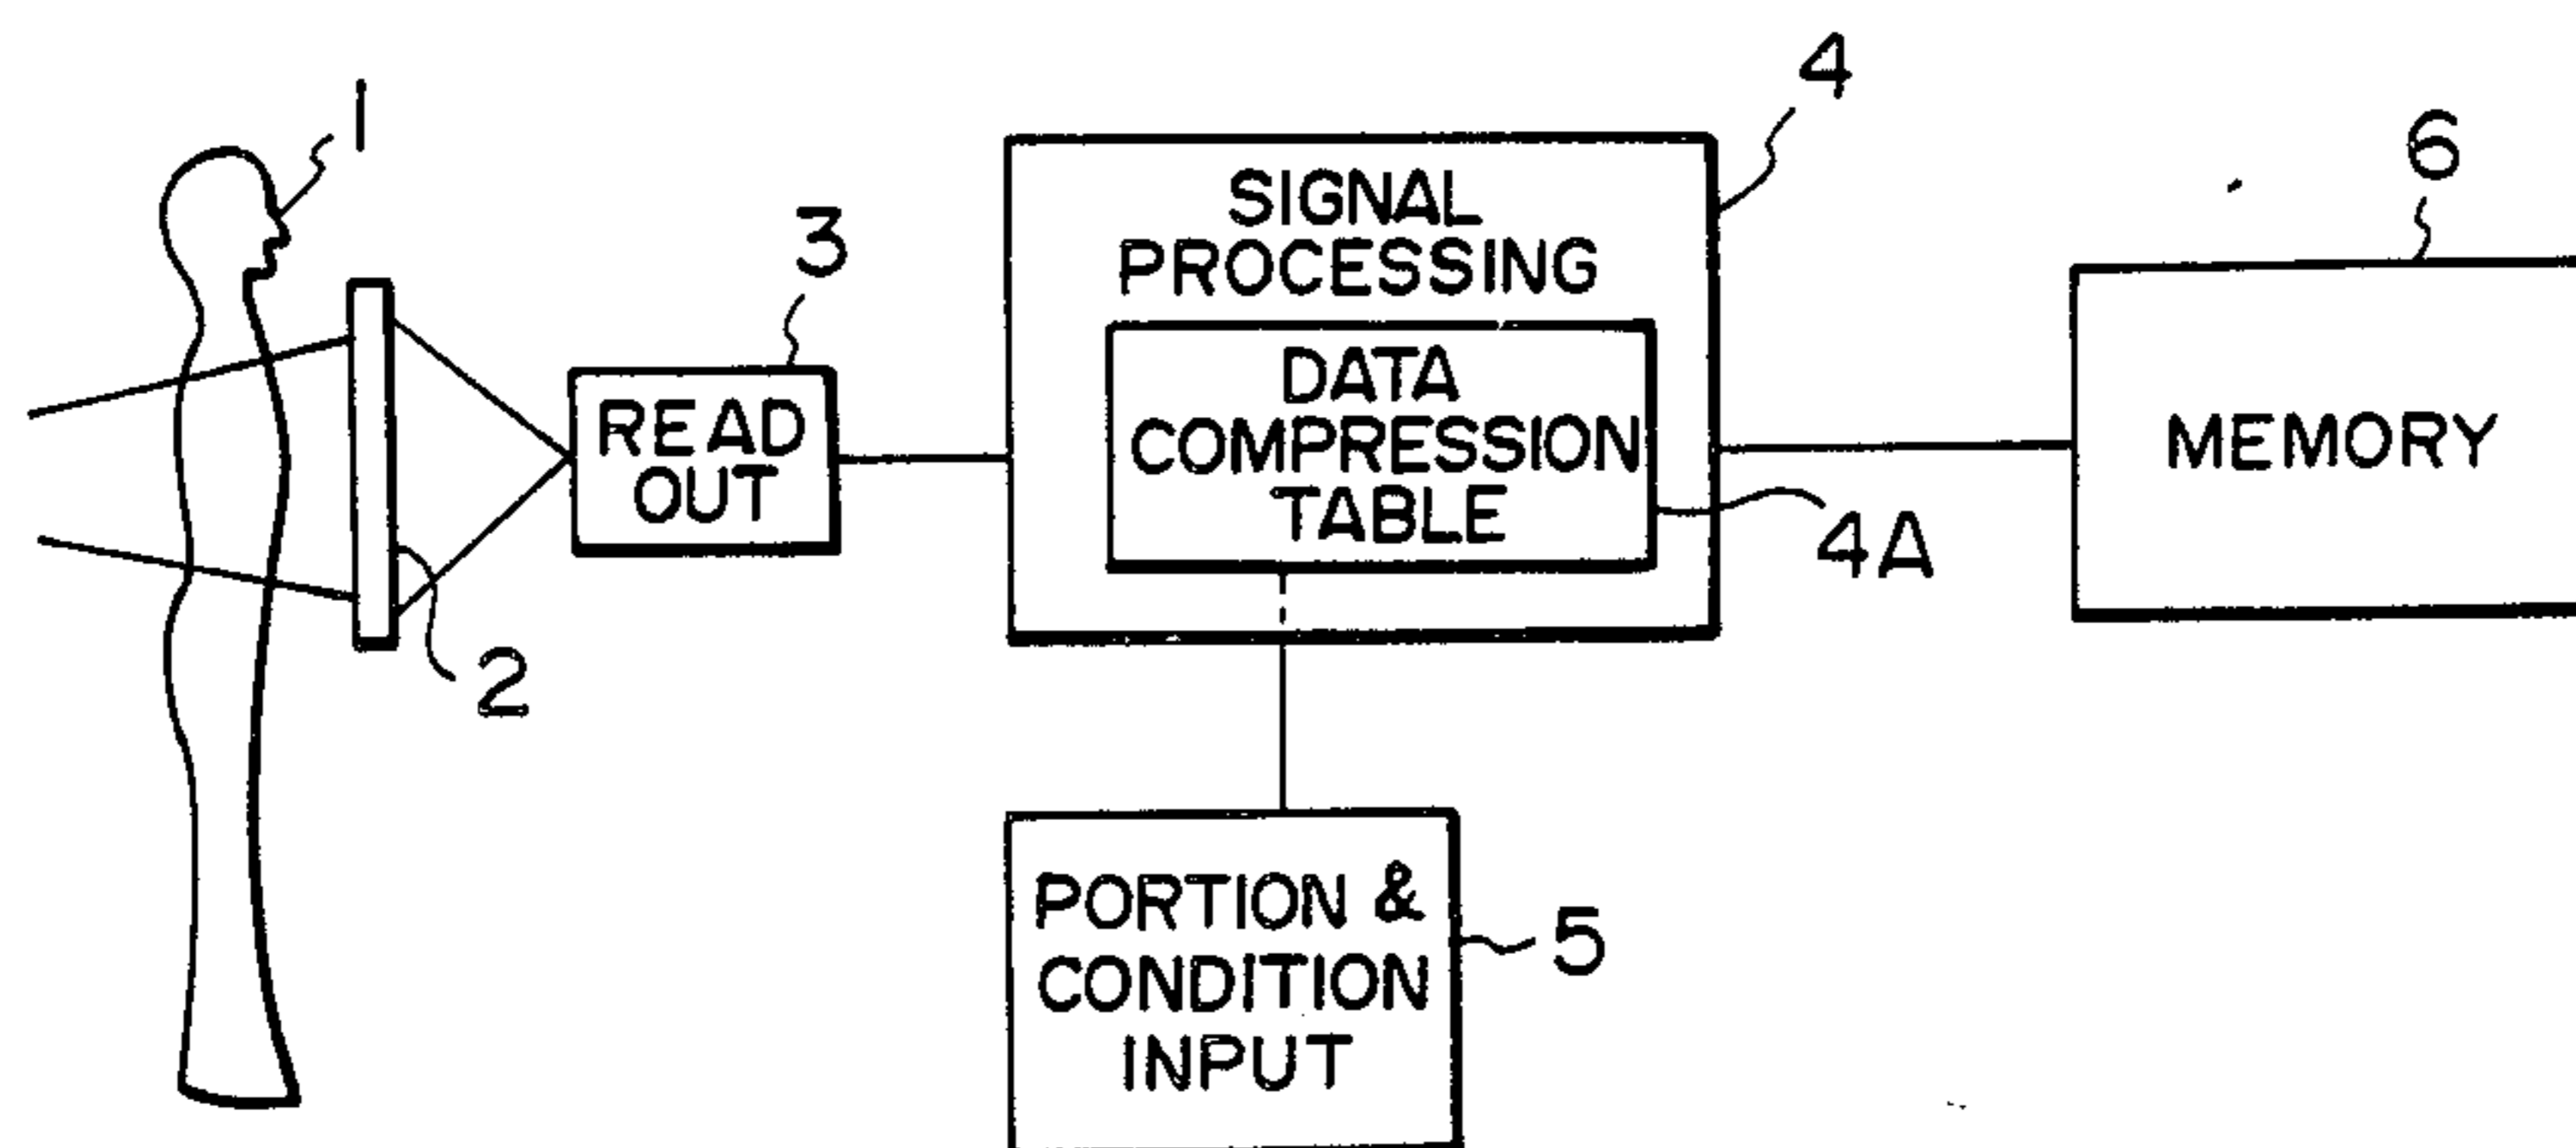 1
2
3
READ
OUT
4
SIGNAL
PROCESSING
DATA
COMPRESSION
TABLE
4A
6
MEMORY
PORTION &
CONDITION
INPUT
5